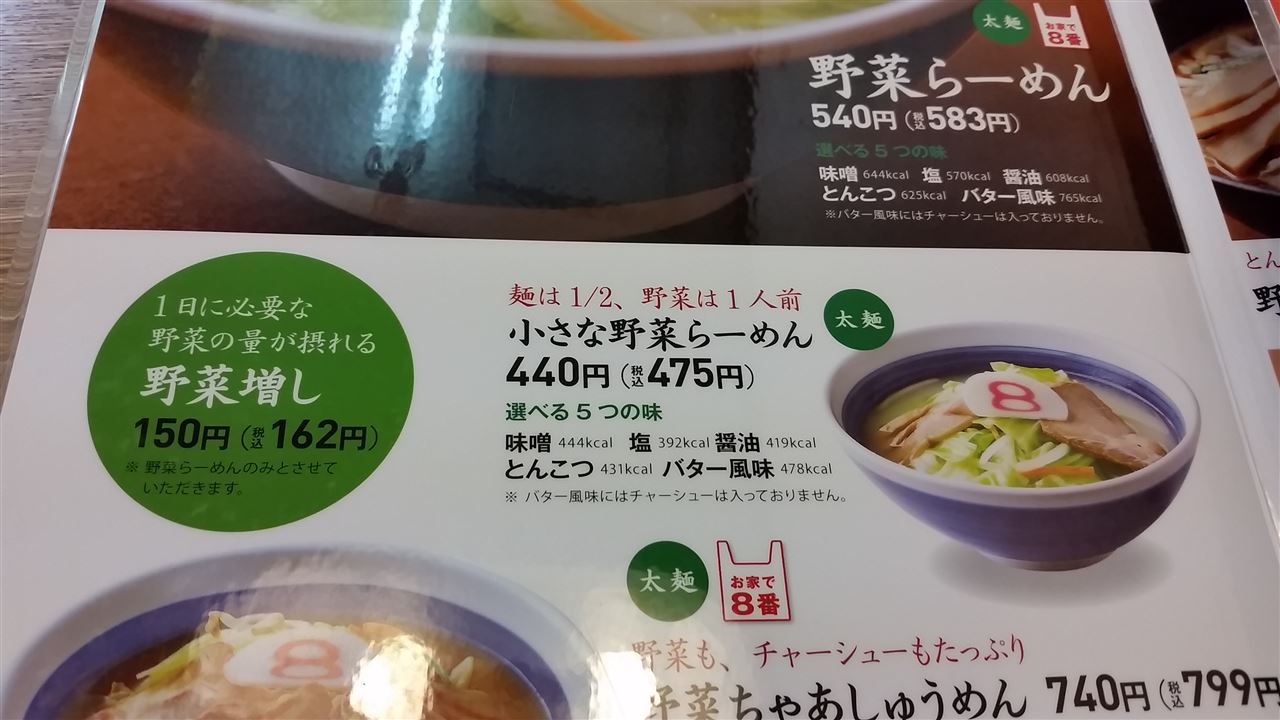 太麺
お家で
8番
野菜らーめん
540円(税込583円)
選べる5つの味
味噌 644kcal 塩 570kcal 醤油 608kcal
とんこつ 625kcal バター風味 765kcal
※バター風味にはチャーシューは入っておりません。
1日に必要な
野菜の量が摂れる
野菜増し
150円(税込162円)
※ 野菜らーめんのみとさせて
いただきます。
麺は1/2、野菜は1人前
小さな野菜らーめん
太麺
440円(税込475円)
選べる5つの味
味噌 444kcal 塩 392kcal 醤油 419kcal
とんこつ 431kcal バター風味 478kcal
※ バター風味にはチャーシューは入っておりません。
8
太麺
お家で
8番
8
野菜も、チャーシューもたっぷり
野菜ちゃあしゅうめん 740円(税込799円
とん